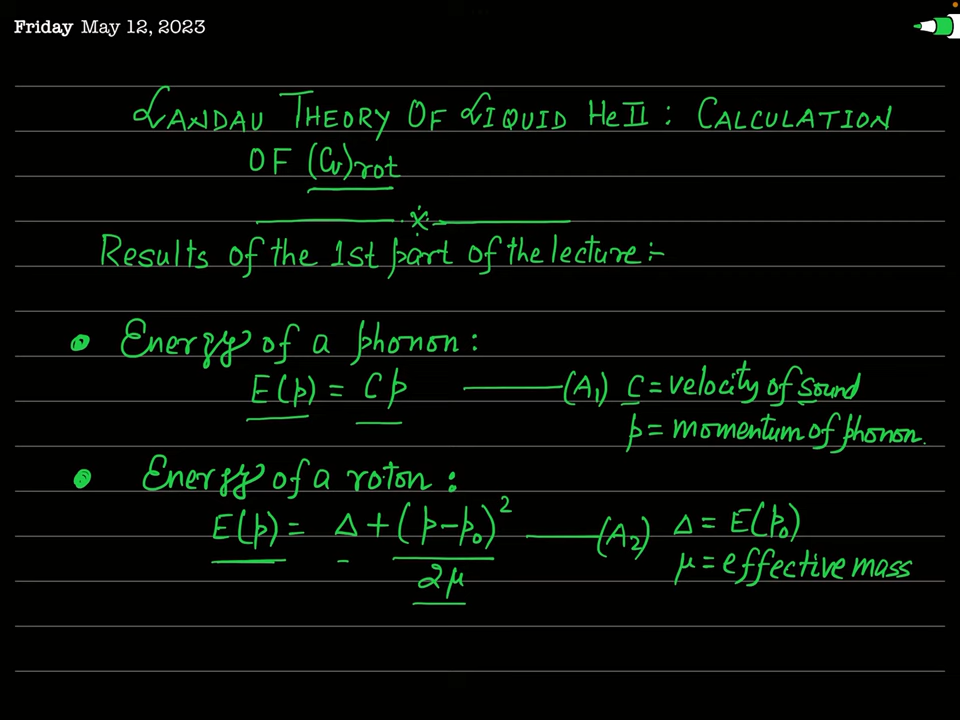 Friday May 12, 2023
LANDAU THEORY OF LIQUID HeII : CALCULATION
OF (Cv)rot
Results of the 1st part of the lecture :-
• Energy of a phonon :
E(p) = Cp ——— (A₁) C = velocity of sound
p = momentum of phonon.
• Energy of a roton :
E(p) = Δ + (p-p₀)²/2μ ——— (A₂) Δ = E(p₀)
μ = effective mass